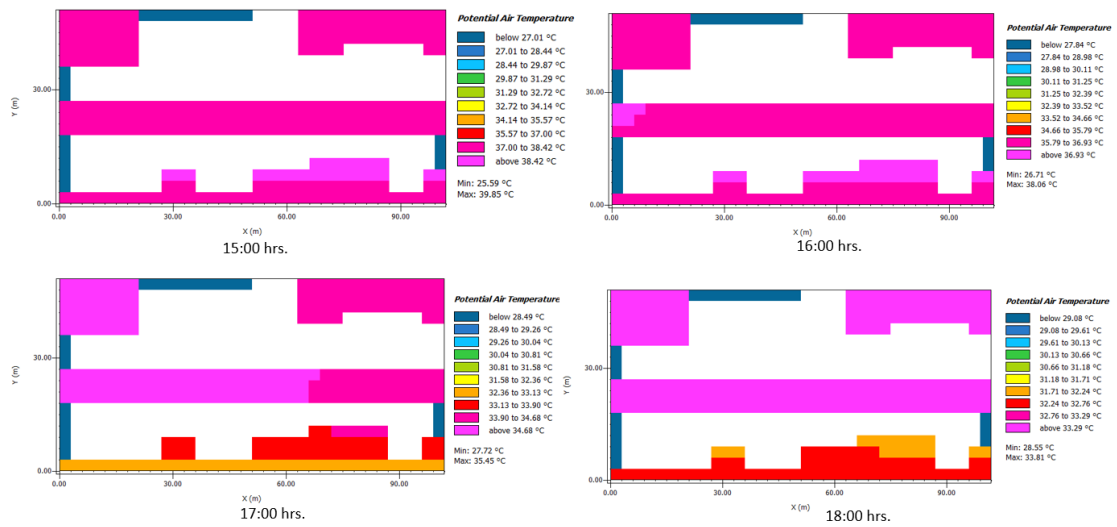 Potential Air Temperature
below 27.01 °C
27.01 to 28.44 °C
28.44 to 29.87 °C
29.87 to 31.29 °C
31.29 to 32.72 °C
32.72 to 34.14 °C
34.14 to 35.57 °C
35.57 to 37.00 °C
37.00 to 38.42 °C
above 38.42 °C
Min: 25.59 °C
Max: 39.85 °C
Y (m)
30.00
0.00
0.00 30.00 60.00 90.00
X (m)
15:00 hrs.
Potential Air Temperature
below 27.84 °C
27.84 to 28.98 °C
28.98 to 30.11 °C
30.11 to 31.25 °C
31.25 to 32.39 °C
32.39 to 33.52 °C
33.52 to 34.66 °C
34.66 to 35.79 °C
35.79 to 36.93 °C
above 36.93 °C
Min: 26.71 °C
Max: 38.06 °C
Y (m)
30.00
0.00
0.00 30.00 60.00 90.00
X (m)
16:00 hrs.
Potential Air Temperature
below 28.49 °C
28.49 to 29.26 °C
29.26 to 30.04 °C
30.04 to 30.81 °C
30.81 to 31.58 °C
31.58 to 32.36 °C
32.36 to 33.13 °C
33.13 to 33.90 °C
33.90 to 34.68 °C
above 34.68 °C
Min: 27.72 °C
Max: 35.45 °C
Y (m)
30.00
0.00
0.00 30.00 60.00 90.00
X (m)
17:00 hrs.
Potential Air Temperature
below 29.08 °C
29.08 to 29.61 °C
29.61 to 30.13 °C
30.13 to 30.66 °C
30.66 to 31.18 °C
31.18 to 31.71 °C
31.71 to 32.24 °C
32.24 to 32.76 °C
32.76 to 33.29 °C
above 33.29 °C
Min: 28.55 °C
Max: 33.81 °C
Y (m)
30.00
0.00
0.00 30.00 60.00 90.00
X (m)
18:00 hrs.